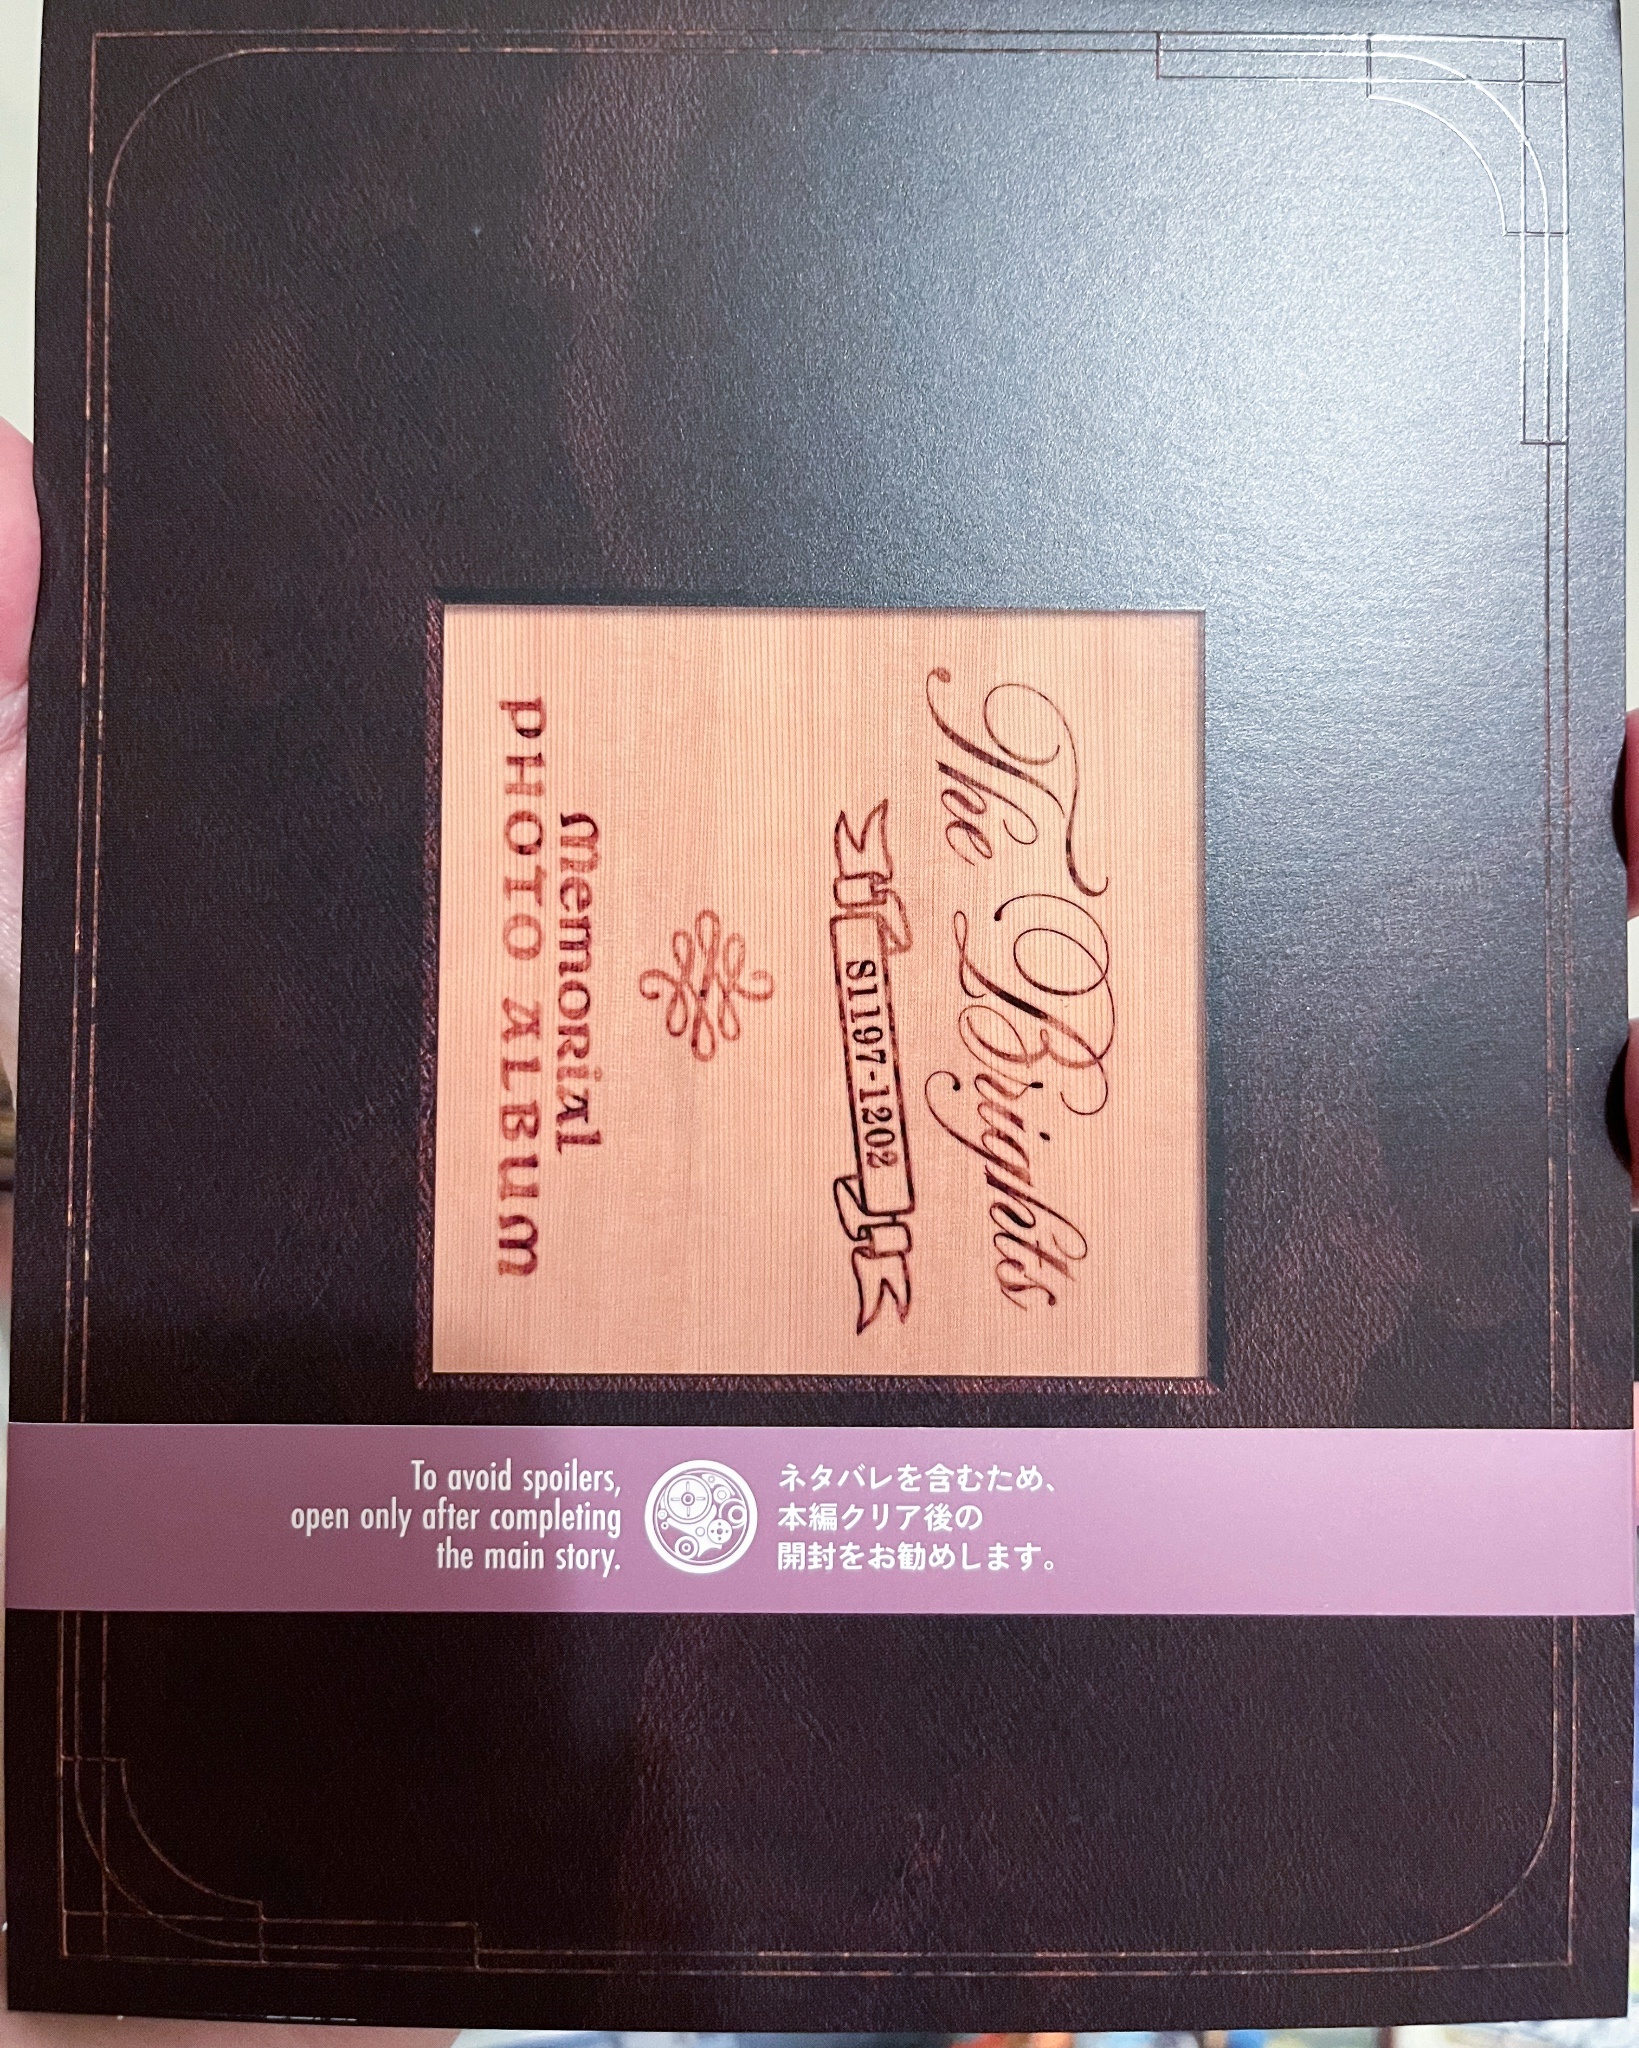 The Brights
S1197-1202
Memorial
PHOTO ALBUM
To avoid spoilers,
open only after completing
the main story.
ネタバレを含むため、
本編クリア後の
開封をお勧めします。